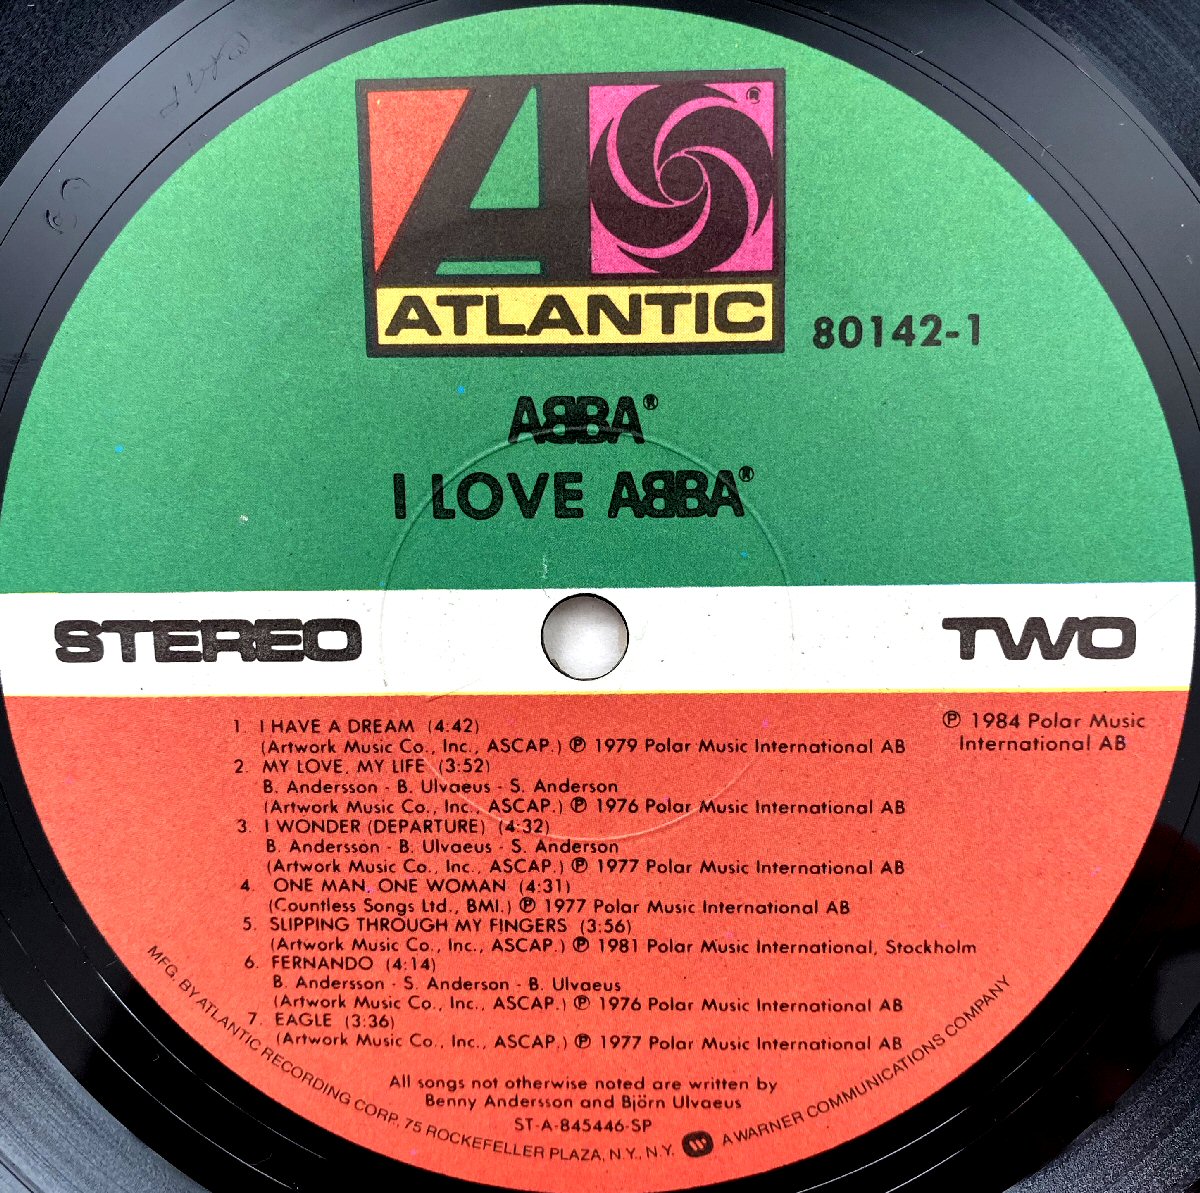 ®
ATLANTIC
80142-1
ABBA®
I LOVE ABBA®
STEREO
TWO
℗ 1984 Polar Music
International AB
1. I HAVE A DREAM (4:42)
(Artwork Music Co., Inc., ASCAP.) ℗ 1979 Polar Music International AB
2. MY LOVE, MY LIFE (3:52)
B. Andersson - B. Ulvaeus - S. Anderson
(Artwork Music Co., Inc., ASCAP.) ℗ 1976 Polar Music International AB
3. I WONDER (DEPARTURE) (4:32)
B. Andersson - B. Ulvaeus - S. Anderson
(Artwork Music Co., Inc., ASCAP.) ℗ 1977 Polar Music International AB
4. ONE MAN, ONE WOMAN (4:31)
(Countless Songs Ltd., BMI.) ℗ 1977 Polar Music International AB
5. SLIPPING THROUGH MY FINGERS (3:56)
(Artwork Music Co., Inc., ASCAP.) ℗ 1981 Polar Music International, Stockholm
6. FERNANDO (4:14)
B. Andersson - S. Anderson - B. Ulvaeus
(Artwork Music Co., Inc., ASCAP.) ℗ 1976 Polar Music International AB
7. EAGLE (3:36)
(Artwork Music Co., Inc., ASCAP.) ℗ 1977 Polar Music International AB
All songs not otherwise noted are written by
Benny Andersson and Björn Ulvaeus
ST-A-845446-SP
MFG. BY ATLANTIC RECORDING CORP., 75 ROCKEFELLER PLAZA, N.Y., N.Y. A WARNER COMMUNICATIONS COMPANY